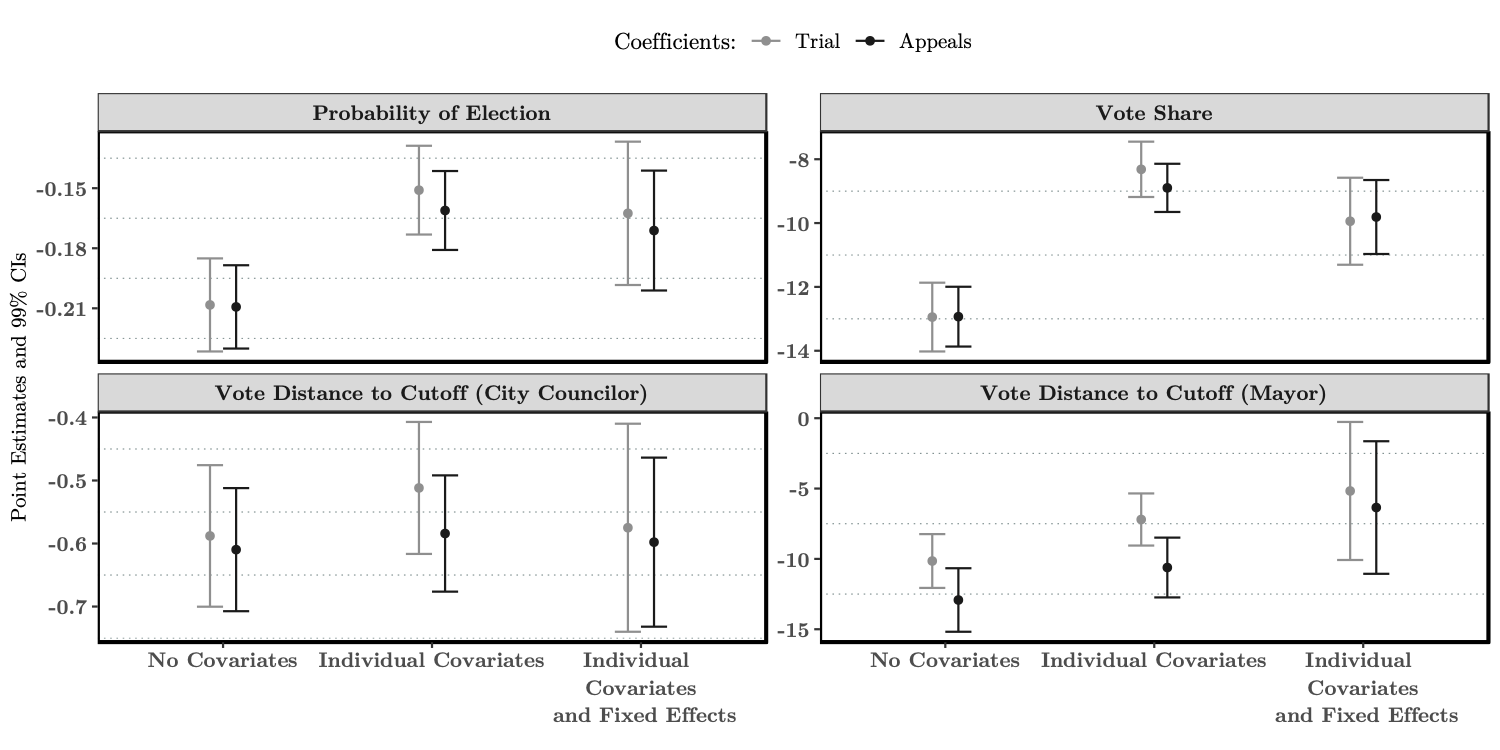 Coefficients: Trial Appeals
Point Estimates and 99% CIs
Probability of Election
-0.15
-0.18
-0.21
Vote Share
-8
-10
-12
-14
Vote Distance to Cutoff (City Councilor)
-0.4
-0.5
-0.6
-0.7
No Covariates
Individual Covariates
Individual
Covariates
and Fixed Effects
Vote Distance to Cutoff (Mayor)
0
-5
-10
-15
No Covariates
Individual Covariates
Individual
Covariates
and Fixed Effects